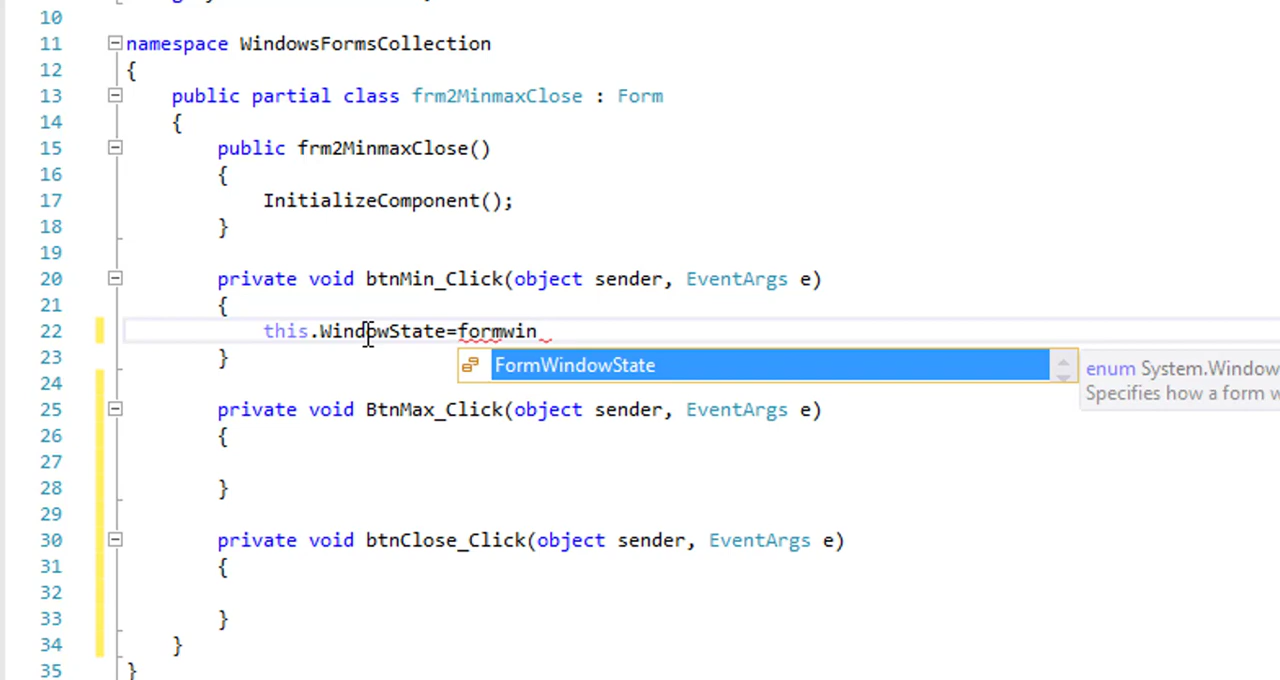 10
11 namespace WindowsFormsCollection
12 {
13 public partial class frm2MinmaxClose : Form
14 {
15 public frm2MinmaxClose()
16 {
17 InitializeComponent();
18 }
19
20 private void btnMin_Click(object sender, EventArgs e)
21 {
22 this.WindowState=formwin
FormWindowState
enum System.Window
Specifies how a form w
23 }
24
25 private void BtnMax_Click(object sender, EventArgs e)
26 {
27
28 }
29
30 private void btnClose_Click(object sender, EventArgs e)
31 {
32
33 }
34 }
35 }